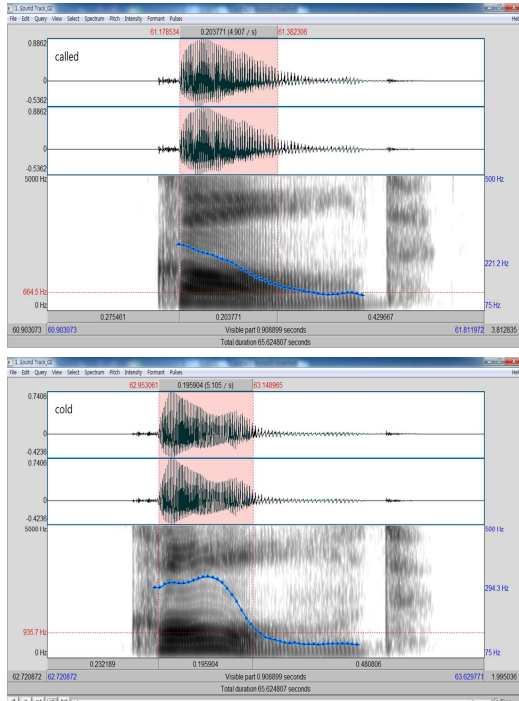 1. Sound Track_02
File Edit Query View Select Spectrum Pitch Intensity Formant Pulses Hel
61.178534 0.203771 (4.907 / s) 61.382306
0.8862
called
0
-0.5362
0.8862
0
-0.5362
5000 Hz 500 Hz
221.2 Hz
664.5 Hz
0 Hz 75 Hz
0.275461 0.203771 0.429667
60.903073 60.903073 Visible part 0.908899 seconds 61.811972 3.812835
Total duration 65.624807 seconds
1. Sound Track_02
File Edit Query View Select Spectrum Pitch Intensity Formant Pulses Hel
62.953061 0.195904 (5.105 / s) 63.148965
0.7406
cold
0
-0.4236
0.7406
0
-0.4236
5000 Hz 500 Hz
294.3 Hz
935.7 Hz
0 Hz 75 Hz
0.232189 0.195904 0.480806
62.720872 62.720872 Visible part 0.908899 seconds 63.629771 1.995036
Total duration 65.624807 seconds